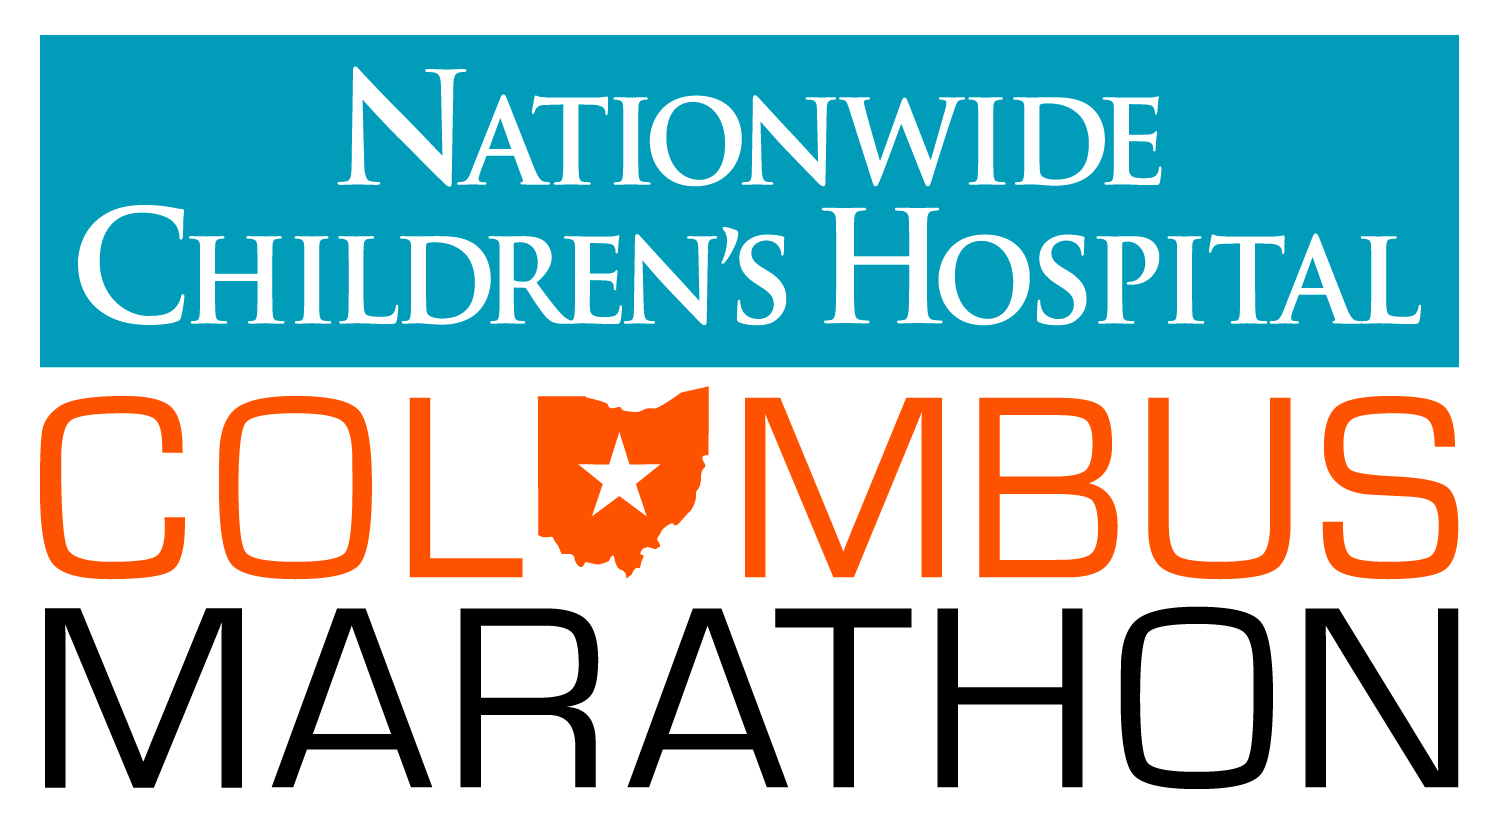 NATIONWIDE
CHILDREN'S HOSPITAL
COLUMBUS
MARATHON